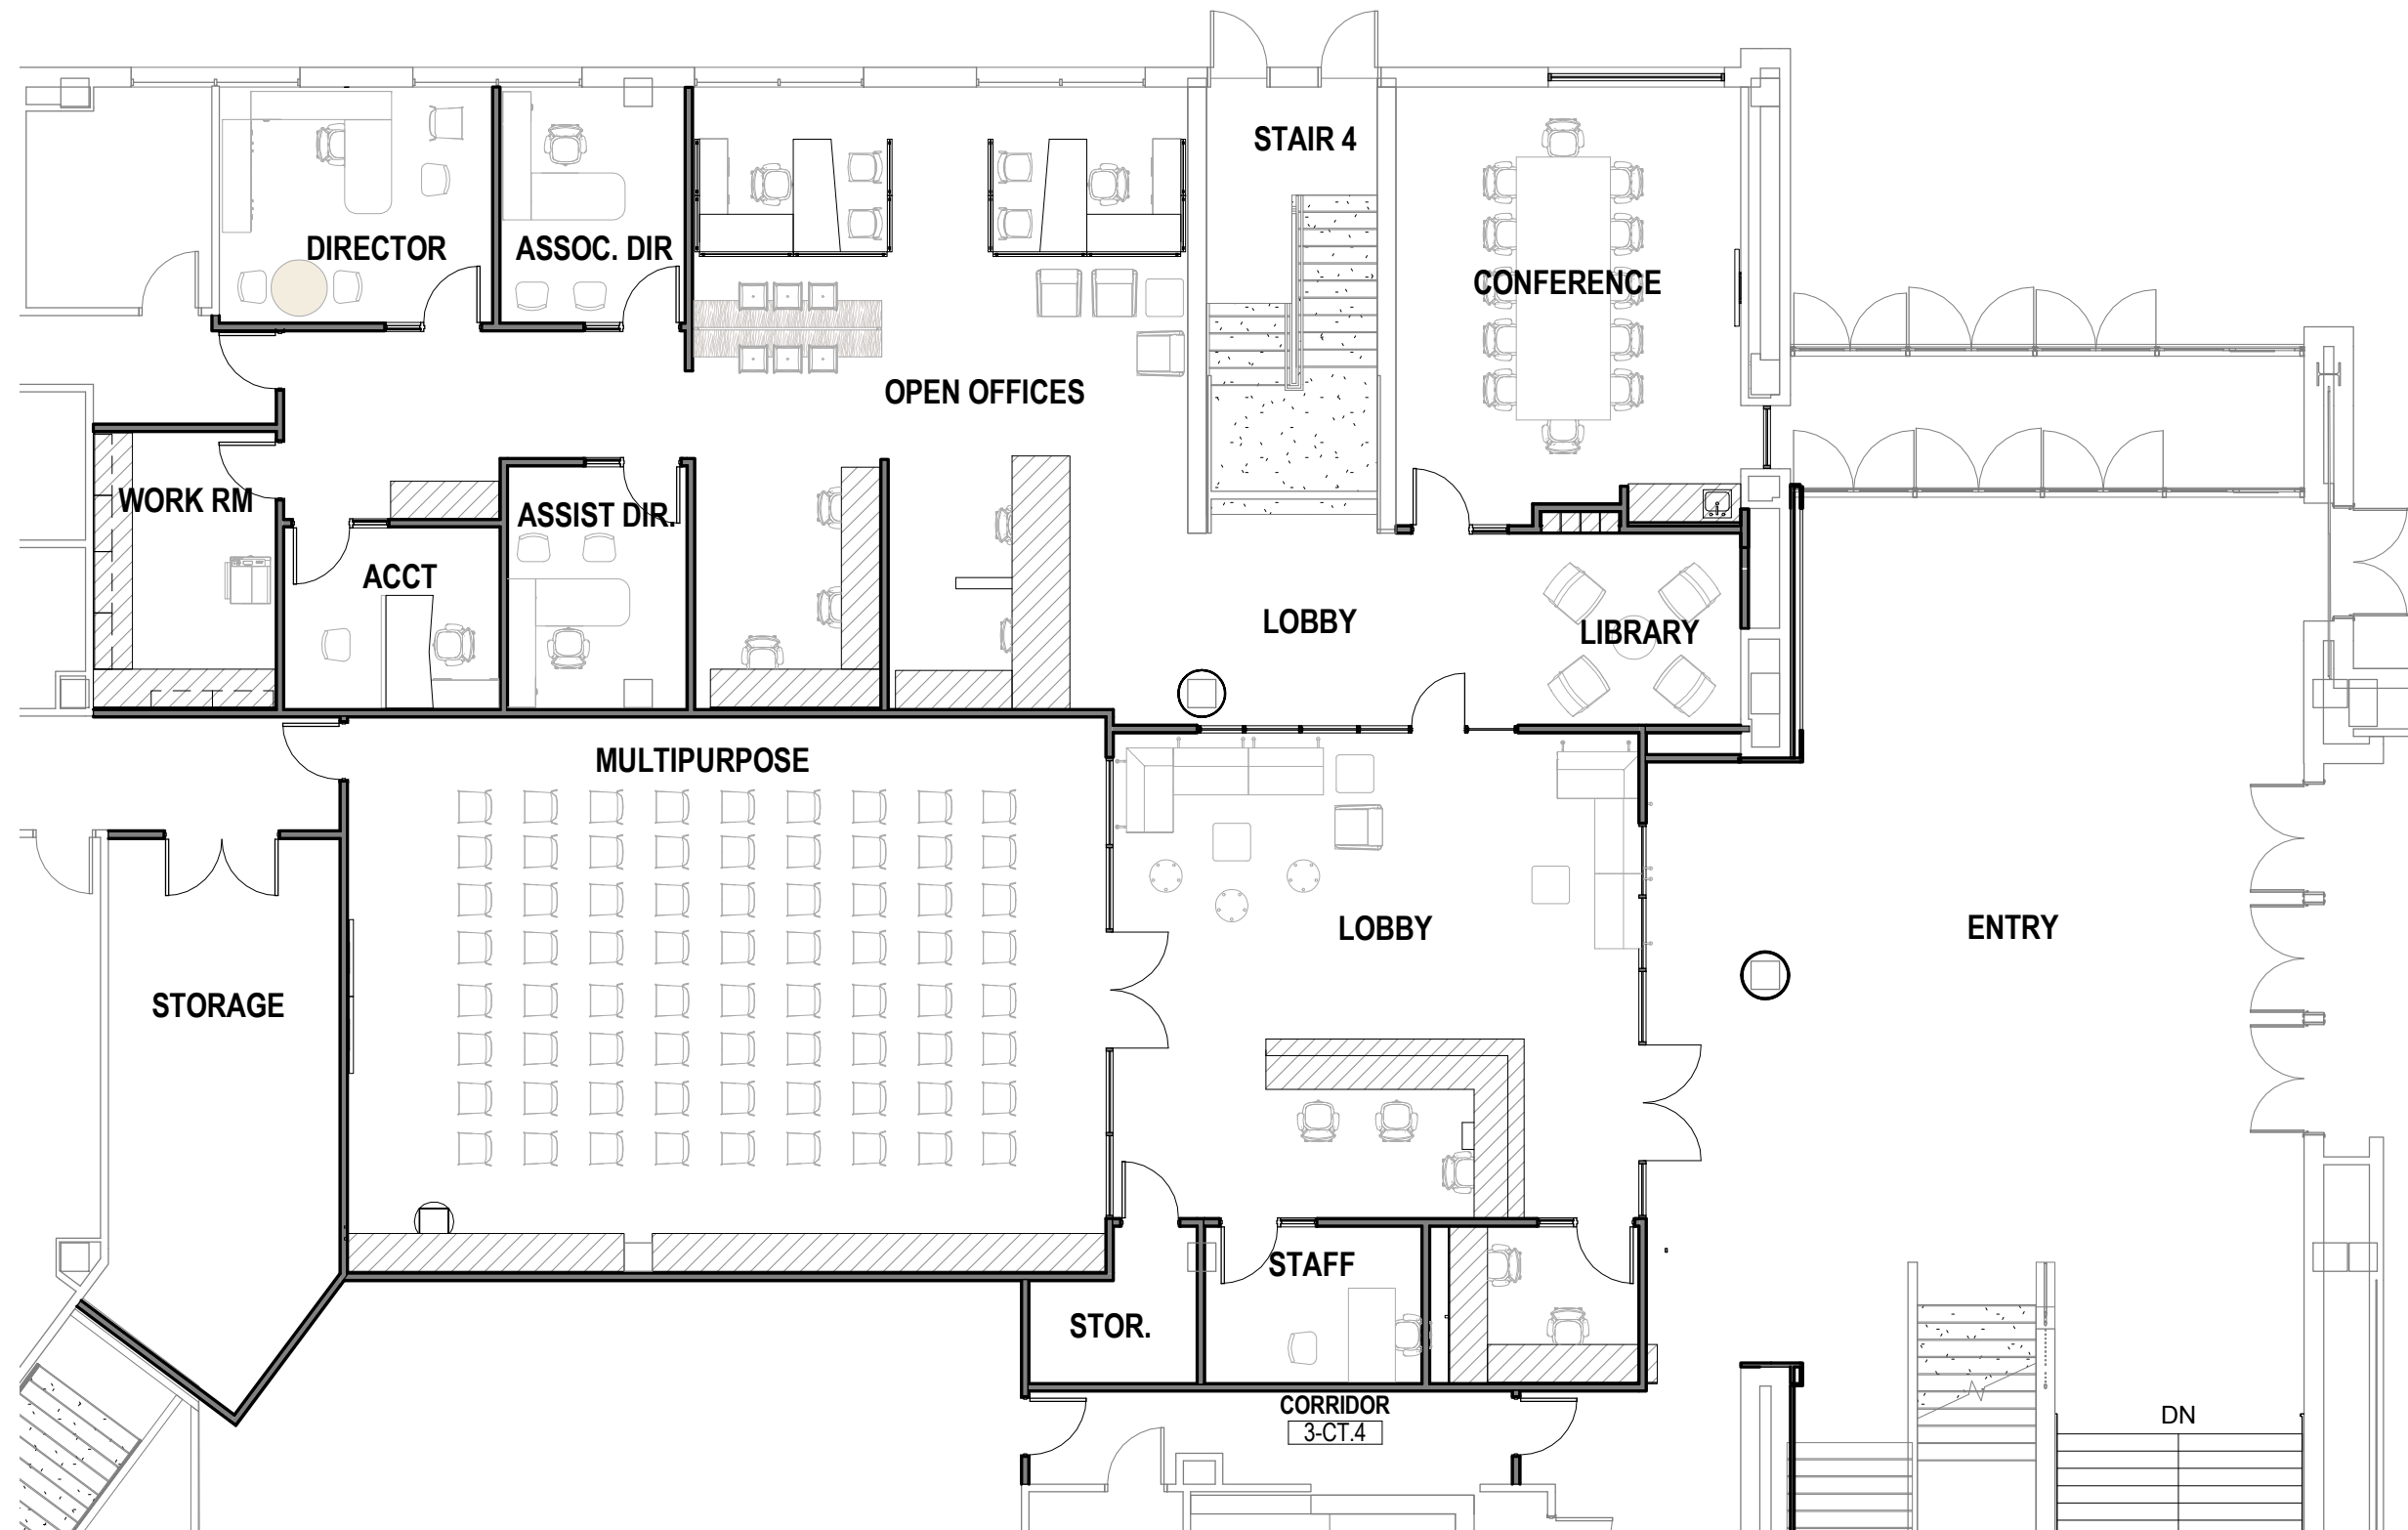 STAIR 4
DIRECTOR
ASSOC. DIR
CONFERENCE
OPEN OFFICES
WORK RM
ASSIST DIR.
ACCT
LOBBY
LIBRARY
MULTIPURPOSE
LOBBY
ENTRY
STORAGE
STAFF
STOR.
CORRIDOR
3-CT.4
DN